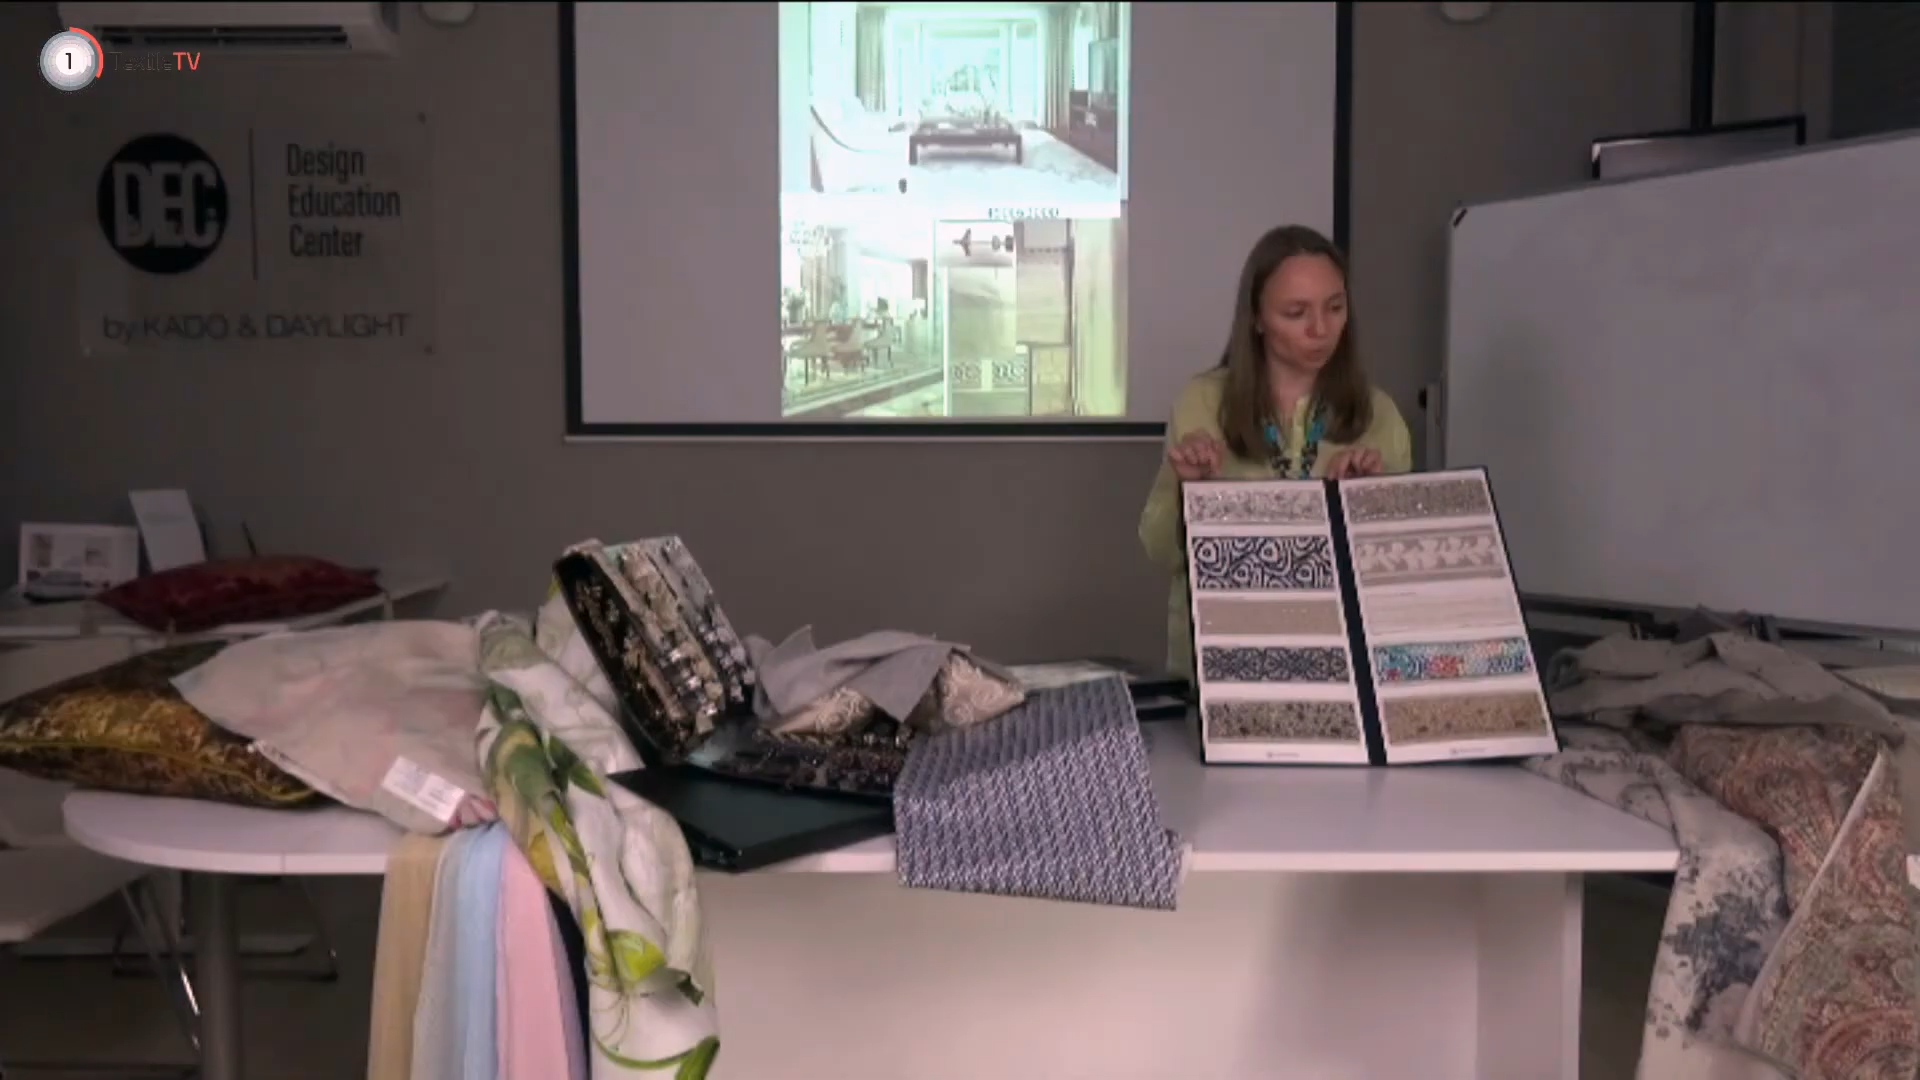 1
TextileTV
DEC
Design
Education
Center
by KADO & DAYLIGHT